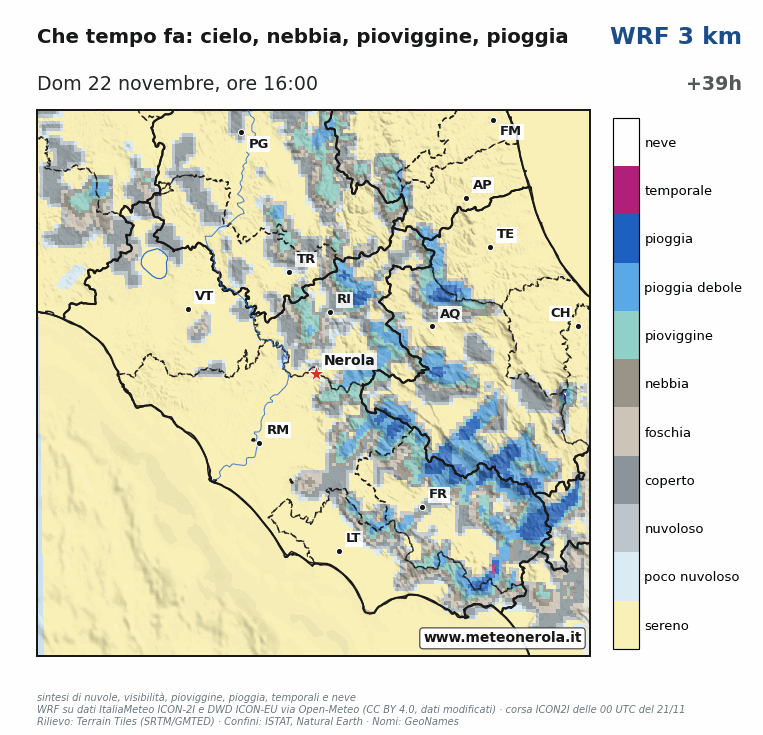 Che tempo fa: cielo, nebbia, pioviggine, pioggia
WRF 3 km
Dom 22 novembre, ore 16:00
+39h
FM
PG
AP
TE
TR
VT
RI
AQ
CH
Nerola
RM
FR
LT
www.meteonerola.it
neve
temporale
pioggia
pioggia debole
pioviggine
nebbia
foschia
coperto
nuvoloso
poco nuvoloso
sereno
sintesi di nuvole, visibilità, pioviggine, pioggia, temporali e neve
WRF su dati ItaliaMeteo ICON-2I e DWD ICON-EU via Open-Meteo (CC BY 4.0, dati modificati) · corsa ICON2I delle 00 UTC del 21/11
Rilievo: Terrain Tiles (SRTM/GMTED) · Confini: ISTAT, Natural Earth · Nomi: GeoNames